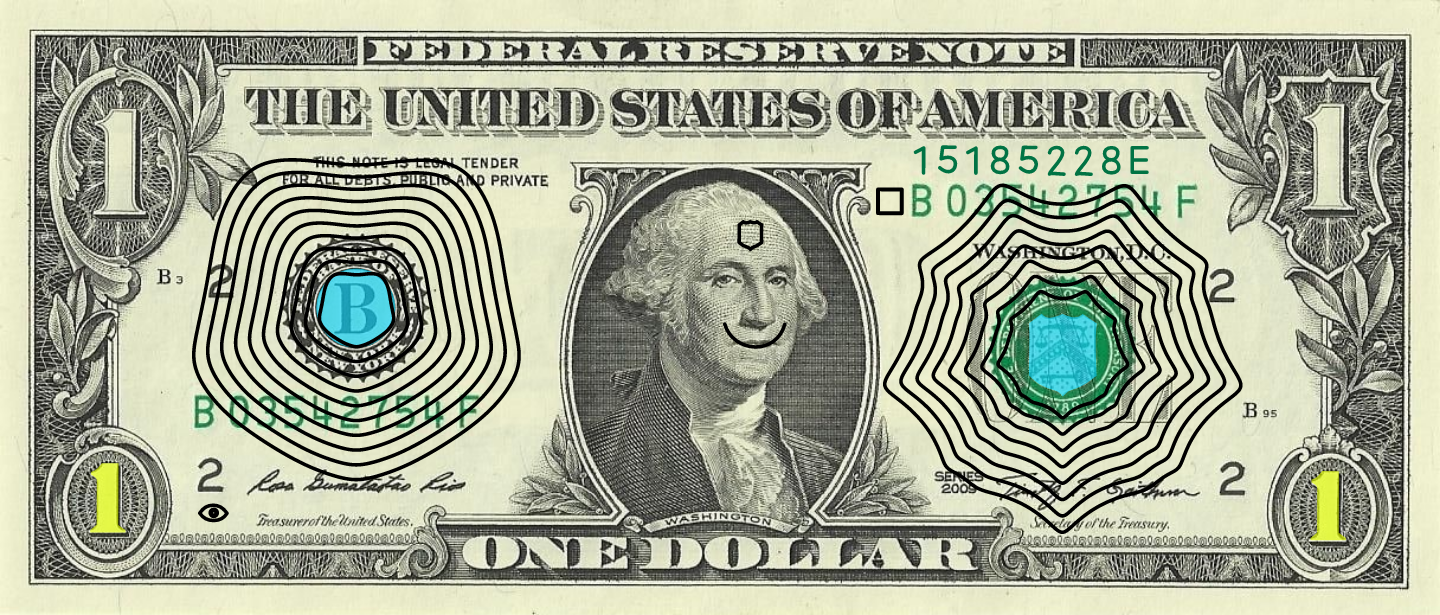 FEDERAL RESERVE NOTE
1
1
THE UNITED STATES OF AMERICA
THIS NOTE IS LEGAL TENDER
FOR ALL DEBTS, PUBLIC AND PRIVATE
15185228E
B 03542754 F
WASHINGTON, D.C.
B 3
2
B
2
B 03542754 F
B 95
2
2
SERIES
2009
Rosa Gumataotao Rios
Timothy F. Geithner
Treasurer of the United States.
Secretary of the Treasury.
WASHINGTON
1
1
ONE DOLLAR